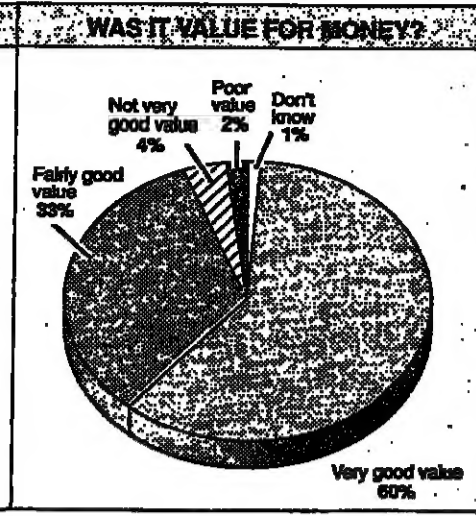 WAS IT VALUE FOR MONEY?
Poor
value
2%
Don't
know
1%
Not very
good value
4%
Fairly good
value
33%
Very good value
60%